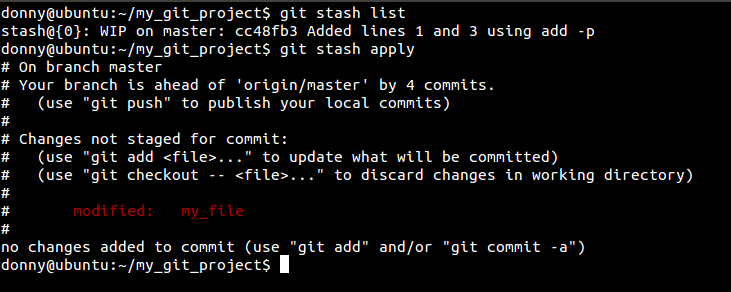 donny@ubuntu:~/my_git_project$ git stash list
stash@{0}: WIP on master: cc48fb3 Added lines 1 and 3 using add -p
donny@ubuntu:~/my_git_project$ git stash apply
# On branch master
# Your branch is ahead of 'origin/master' by 4 commits.
#   (use "git push" to publish your local commits)
#
# Changes not staged for commit:
#   (use "git add <file>..." to update what will be committed)
#   (use "git checkout -- <file>..." to discard changes in working directory)
#
#       modified:   my_file
#
no changes added to commit (use "git add" and/or "git commit -a")
donny@ubuntu:~/my_git_project$